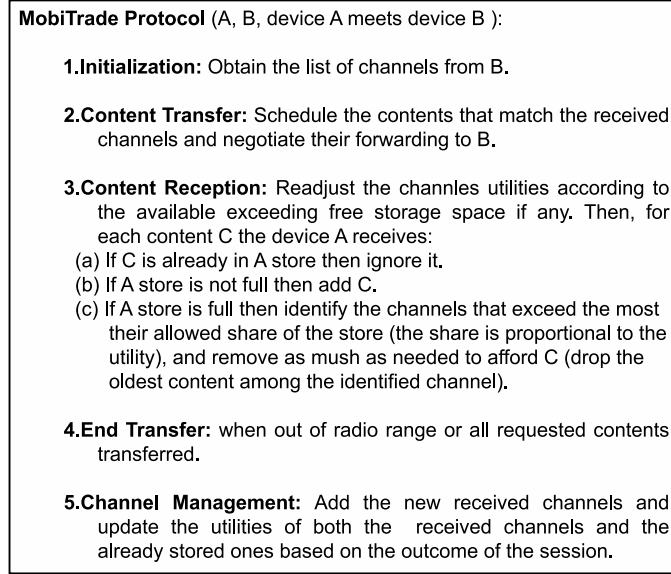 MobiTrade Protocol (A, B, device A meets device B ):
1.Initialization: Obtain the list of channels from B.
2.Content Transfer: Schedule the contents that match the received
channels and negotiate their forwarding to B.
3.Content Reception: Readjust the channles utilities according to
the available exceeding free storage space if any. Then, for
each content C the device A receives:
(a) If C is already in A store then ignore it.
(b) If A store is not full then add C.
(c) If A store is full then identify the channels that exceed the most
their allowed share of the store (the share is proportional to the
utility), and remove as mush as needed to afford C (drop the
oldest content among the identified channel).
4.End Transfer: when out of radio range or all requested contents
transferred.
5.Channel Management: Add the new received channels and
update the utilities of both the received channels and the
already stored ones based on the outcome of the session.